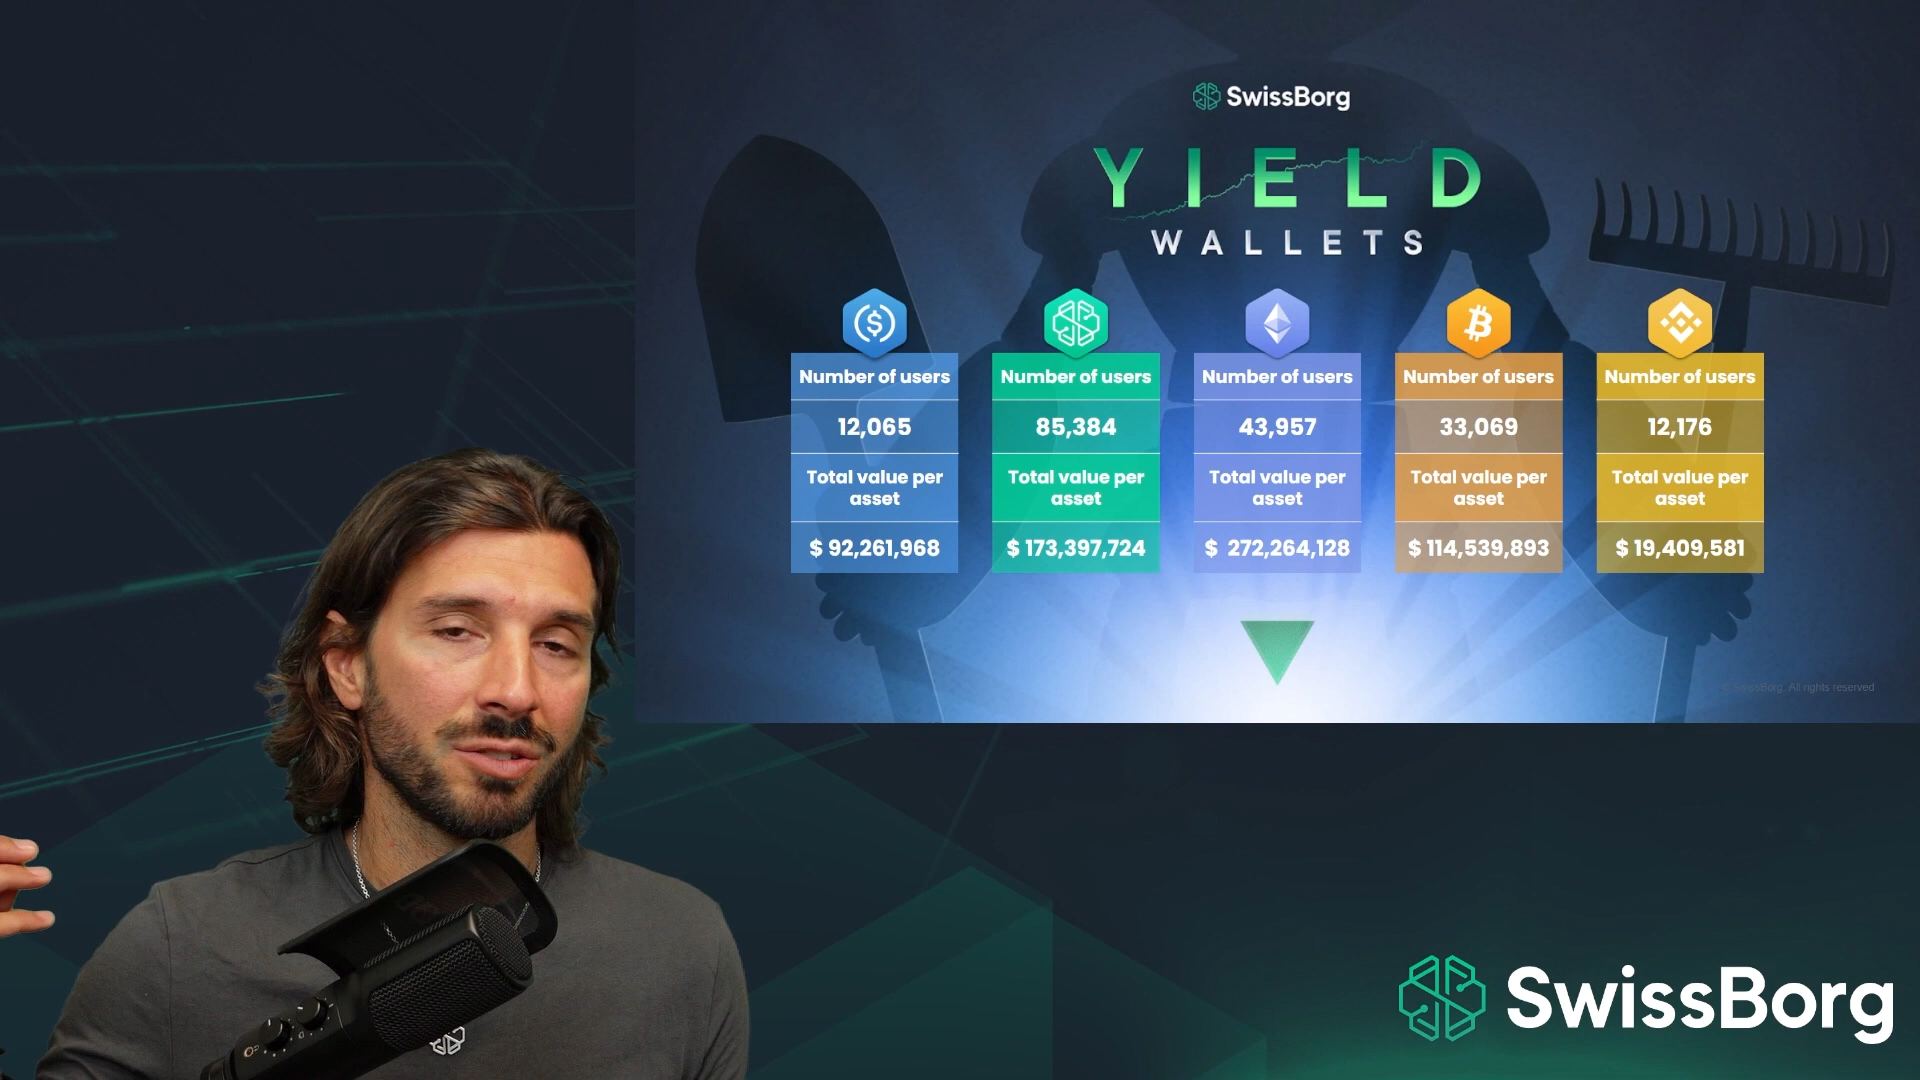 SwissBorg
YIELD
WALLETS
Number of users
12,065
Total value per
asset
$ 92,261,968
Number of users
85,384
Total value per
asset
$ 173,397,724
Number of users
43,957
Total value per
asset
$ 272,264,128
Number of users
33,069
Total value per
asset
$ 114,539,893
Number of users
12,176
Total value per
asset
$ 19,409,581
SwissBorg. All rights reserved
SwissBorg